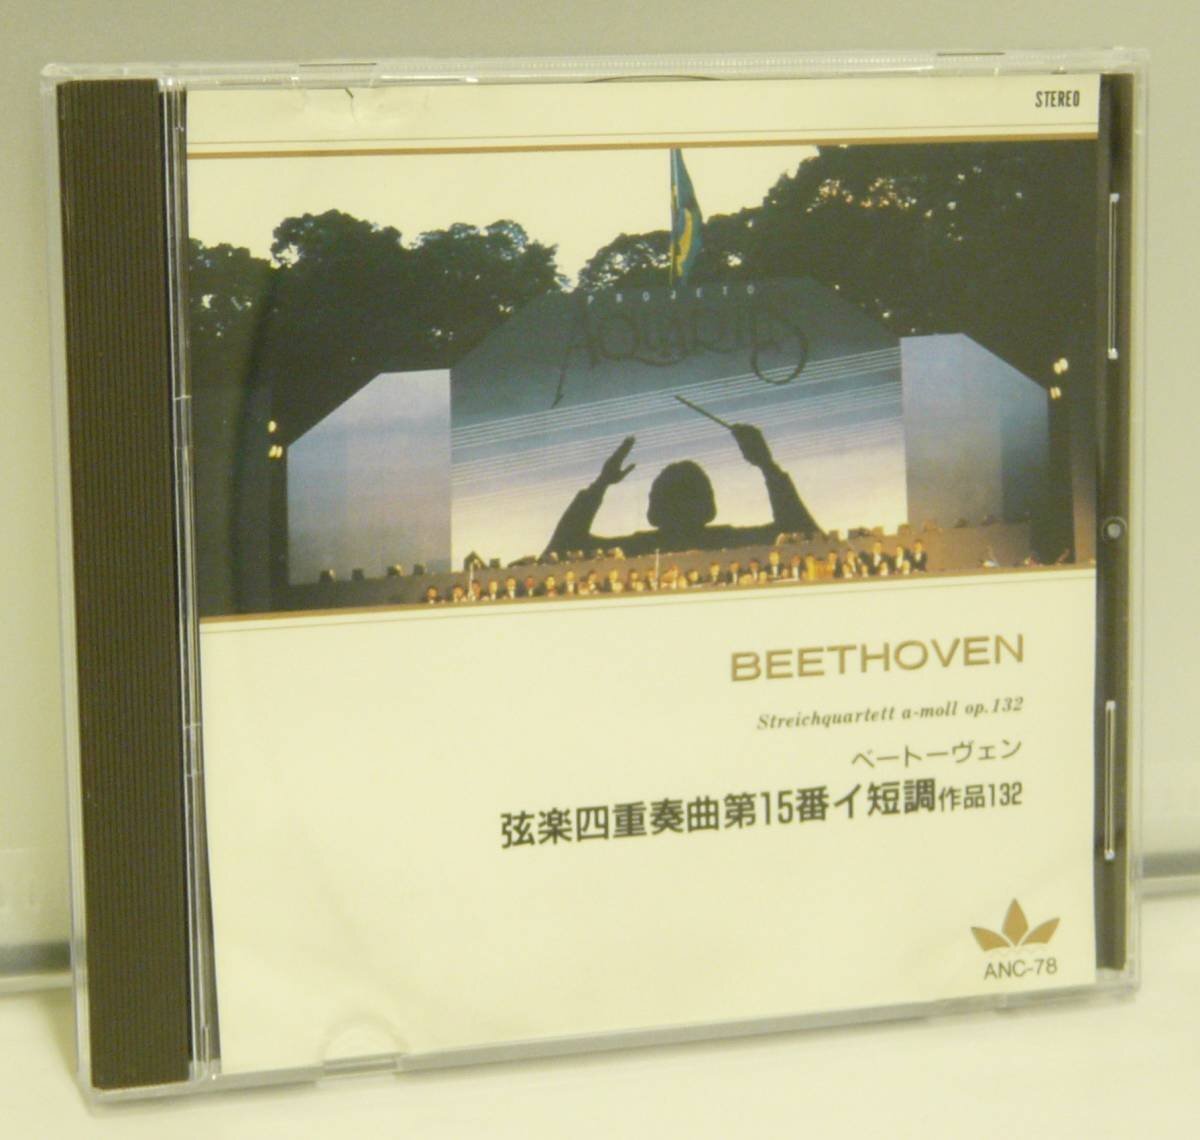 STEREO
PROJETO
AQUARIUS
BEETHOVEN
Streichquartett a-moll op.132
ベートーヴェン
弦楽四重奏曲第15番イ短調作品132
ANC-78